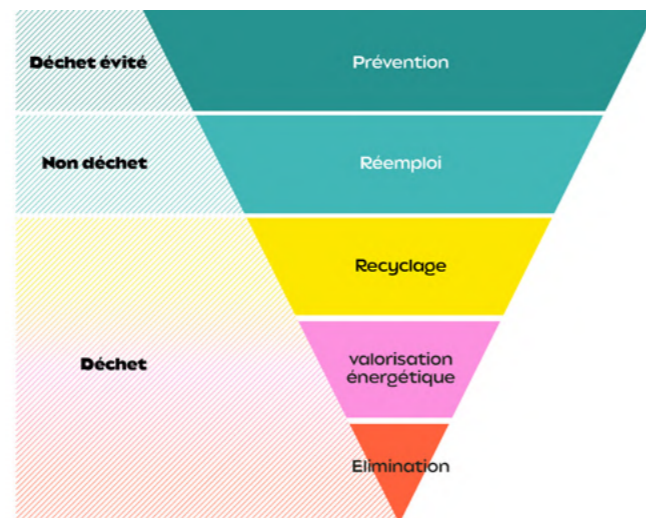 Déchet évité
Prévention
Non déchet
Réemploi
Recyclage
Déchet
valorisation
énergétique
Elimination